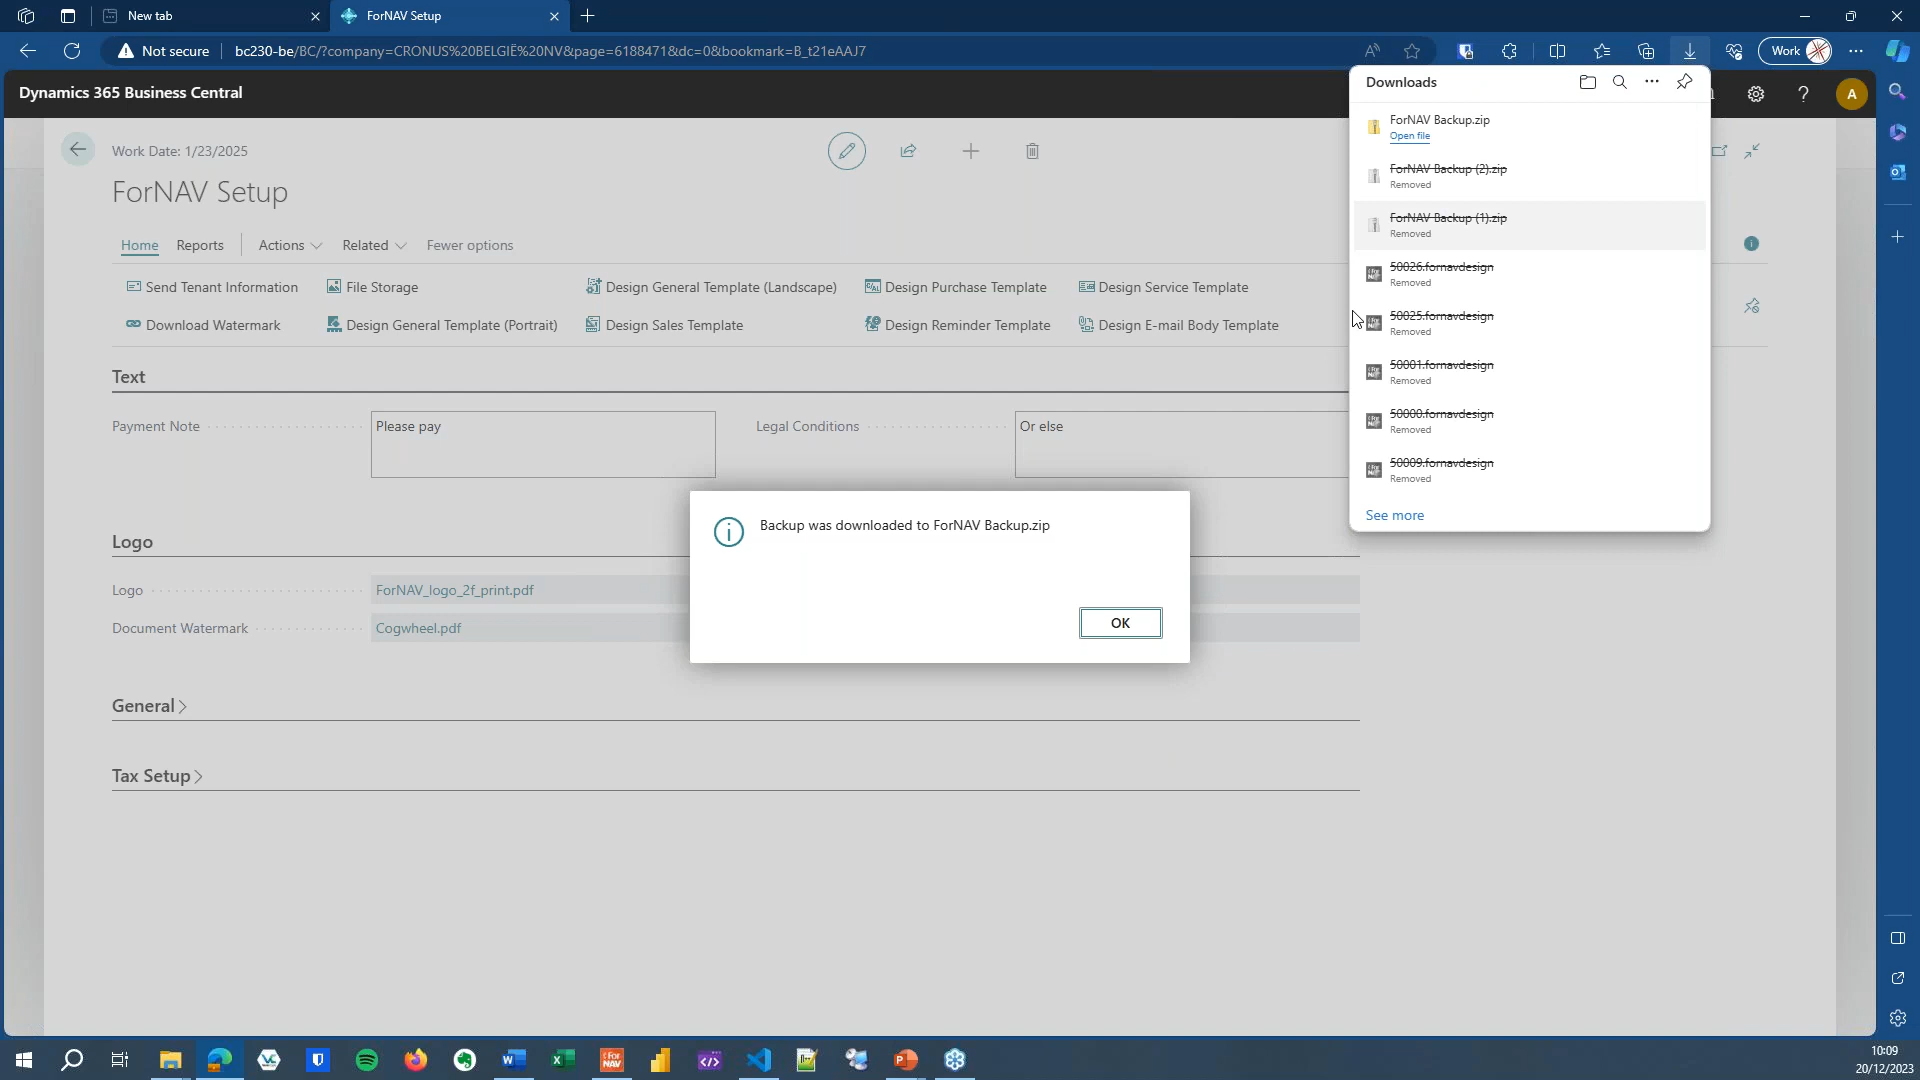 New tab
ForNAV Setup
Not secure
bc230-be/BC/?company=CRONUS%20BELGIË%20NV&page=6188471&dc=0&bookmark=B_t21eAAJ7
Work
Dynamics 365 Business Central
A
Work Date: 1/23/2025
ForNAV Setup
Home
Reports
Actions
Related
Fewer options
Send Tenant Information
File Storage
Design General Template (Landscape)
Design Purchase Template
Design Service Template
Download Watermark
Design General Template (Portrait)
Design Sales Template
Design Reminder Template
Design E-mail Body Template
Text
Payment Note
Please pay
Legal Conditions
Or else
Logo
Logo
ForNAV_logo_2f_print.pdf
Document Watermark
Cogwheel.pdf
General
Tax Setup
Backup was downloaded to ForNAV Backup.zip
OK
Downloads
ForNAV Backup.zip
Open file
ForNAV Backup (2).zip
Removed
ForNAV Backup (1).zip
Removed
50026.fornavdesign
Removed
50025.fornavdesign
Removed
50001.fornavdesign
Removed
50000.fornavdesign
Removed
50009.fornavdesign
Removed
See more
10:09
20/12/2023